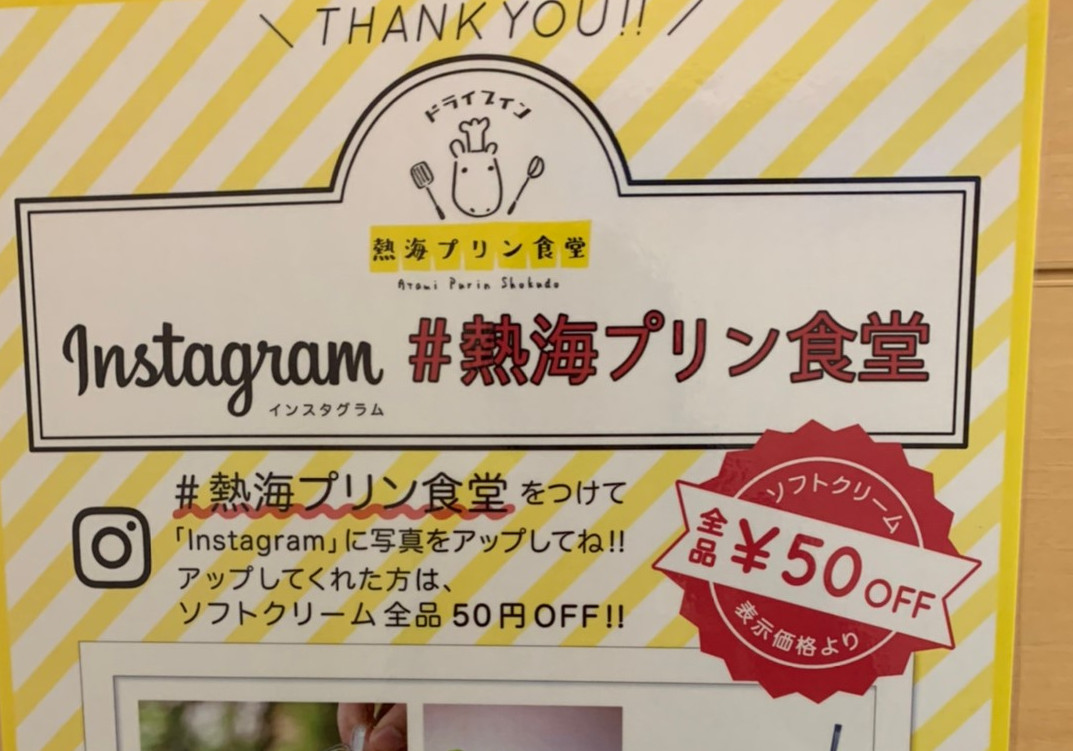 THANK YOU!!
ドライブイン
熱海プリン食堂
Atami Purin Shokudo
Instagram #熱海プリン食堂
インスタグラム
#熱海プリン食堂をつけて
「Instagram」に写真をアップしてね!!
アップしてくれた方は、
ソフトクリーム全品50円OFF!!
ソフトクリーム
全品 ¥50OFF
表示価格より